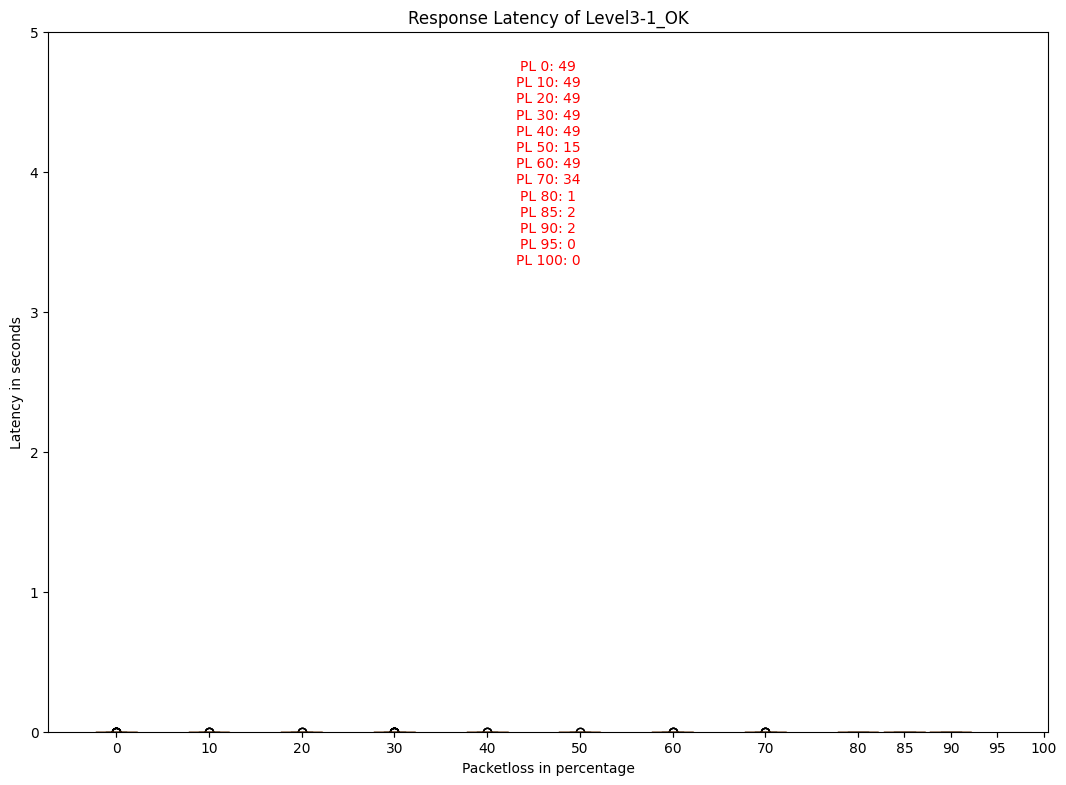 Response Latency of Level3-1_OK
5
PL 0: 49
PL 10: 49
PL 20: 49
PL 30: 49
PL 40: 49
PL 50: 15
PL 60: 49
PL 70: 34
PL 80: 1
PL 85: 2
PL 90: 2
PL 95: 0
PL 100: 0
4
3
2
1
0
Latency in seconds
0 10 20 30 40 50 60 70 80 85 90 95 100
Packetloss in percentage